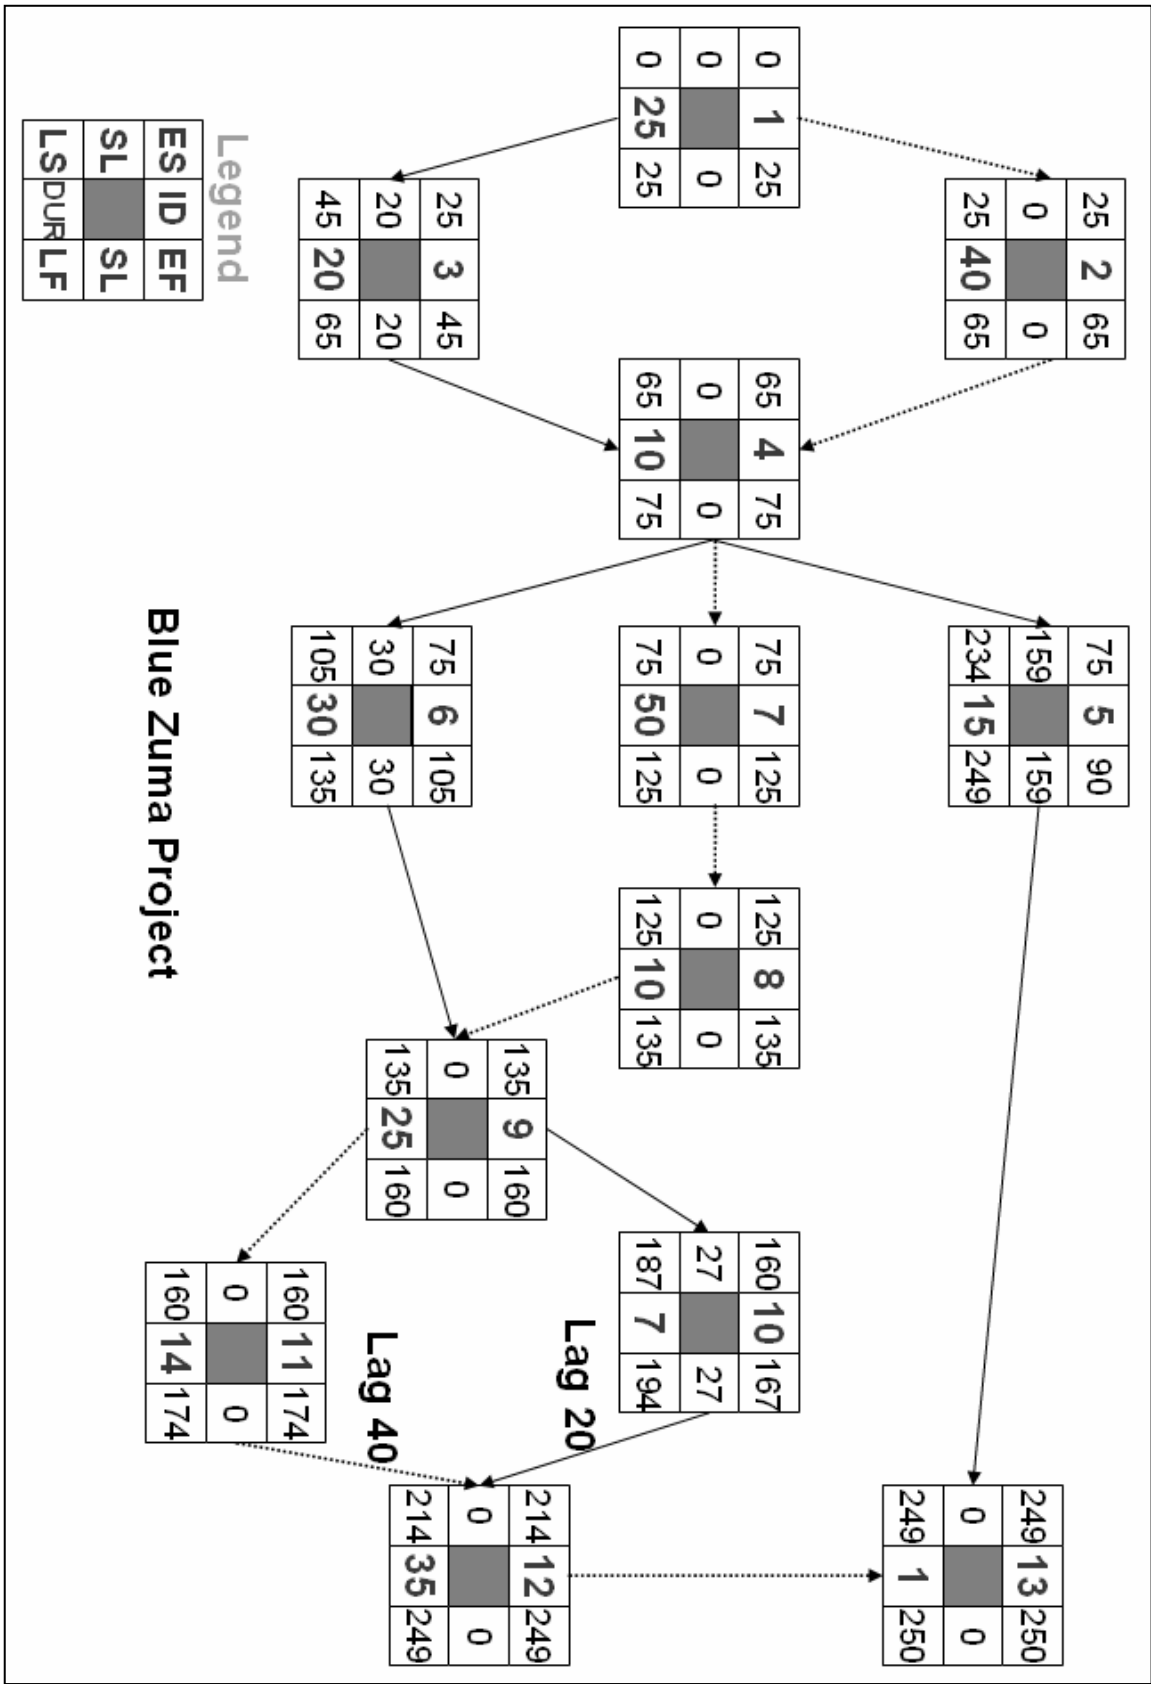 0 1 25
0 0
0 25 25
25 2 65
0 0
25 40 65
25 3 45
20 20
45 20 65
65 4 75
0 0
65 10 75
75 5 90
159 159
234 15 249
75 7 125
0 0
75 50 125
75 6 105
30 30
105 30 135
125 8 135
0 0
125 10 135
135 9 160
0 0
135 25 160
160 10 167
27 27
187 7 194
Lag 20
160 11 174
0 0
160 14 174
Lag 40
214 12 249
0 0
214 35 249
249 13 250
0 0
249 1 250
Legend
ES ID EF
SL SL
LS DUR LF
Blue Zuma Project